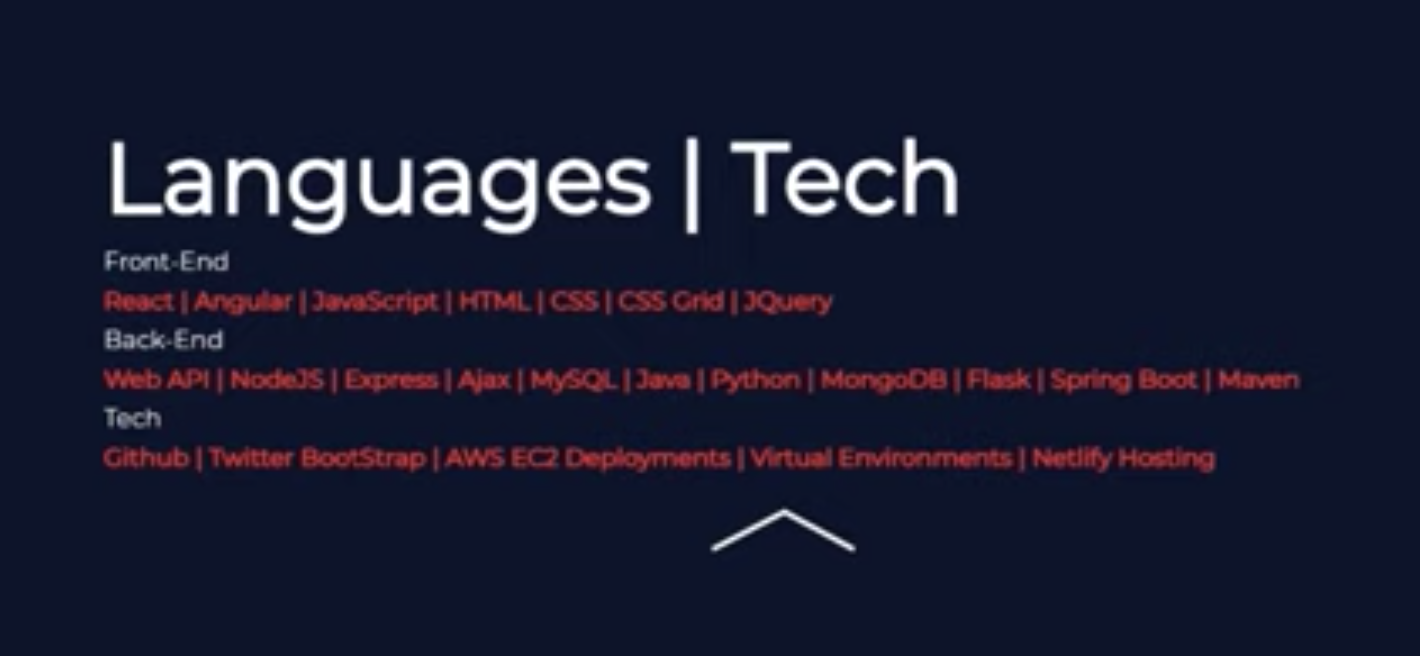 Languages | Tech
Front-End
React | Angular | JavaScript | HTML | CSS | CSS Grid | JQuery
Back-End
Web API | NodeJS | Express | Ajax | MySQL | Java | Python | MongoDB | Flask | Spring Boot | Maven
Tech
Github | Twitter BootStrap | AWS EC2 Deployments | Virtual Environments | Netlify Hosting